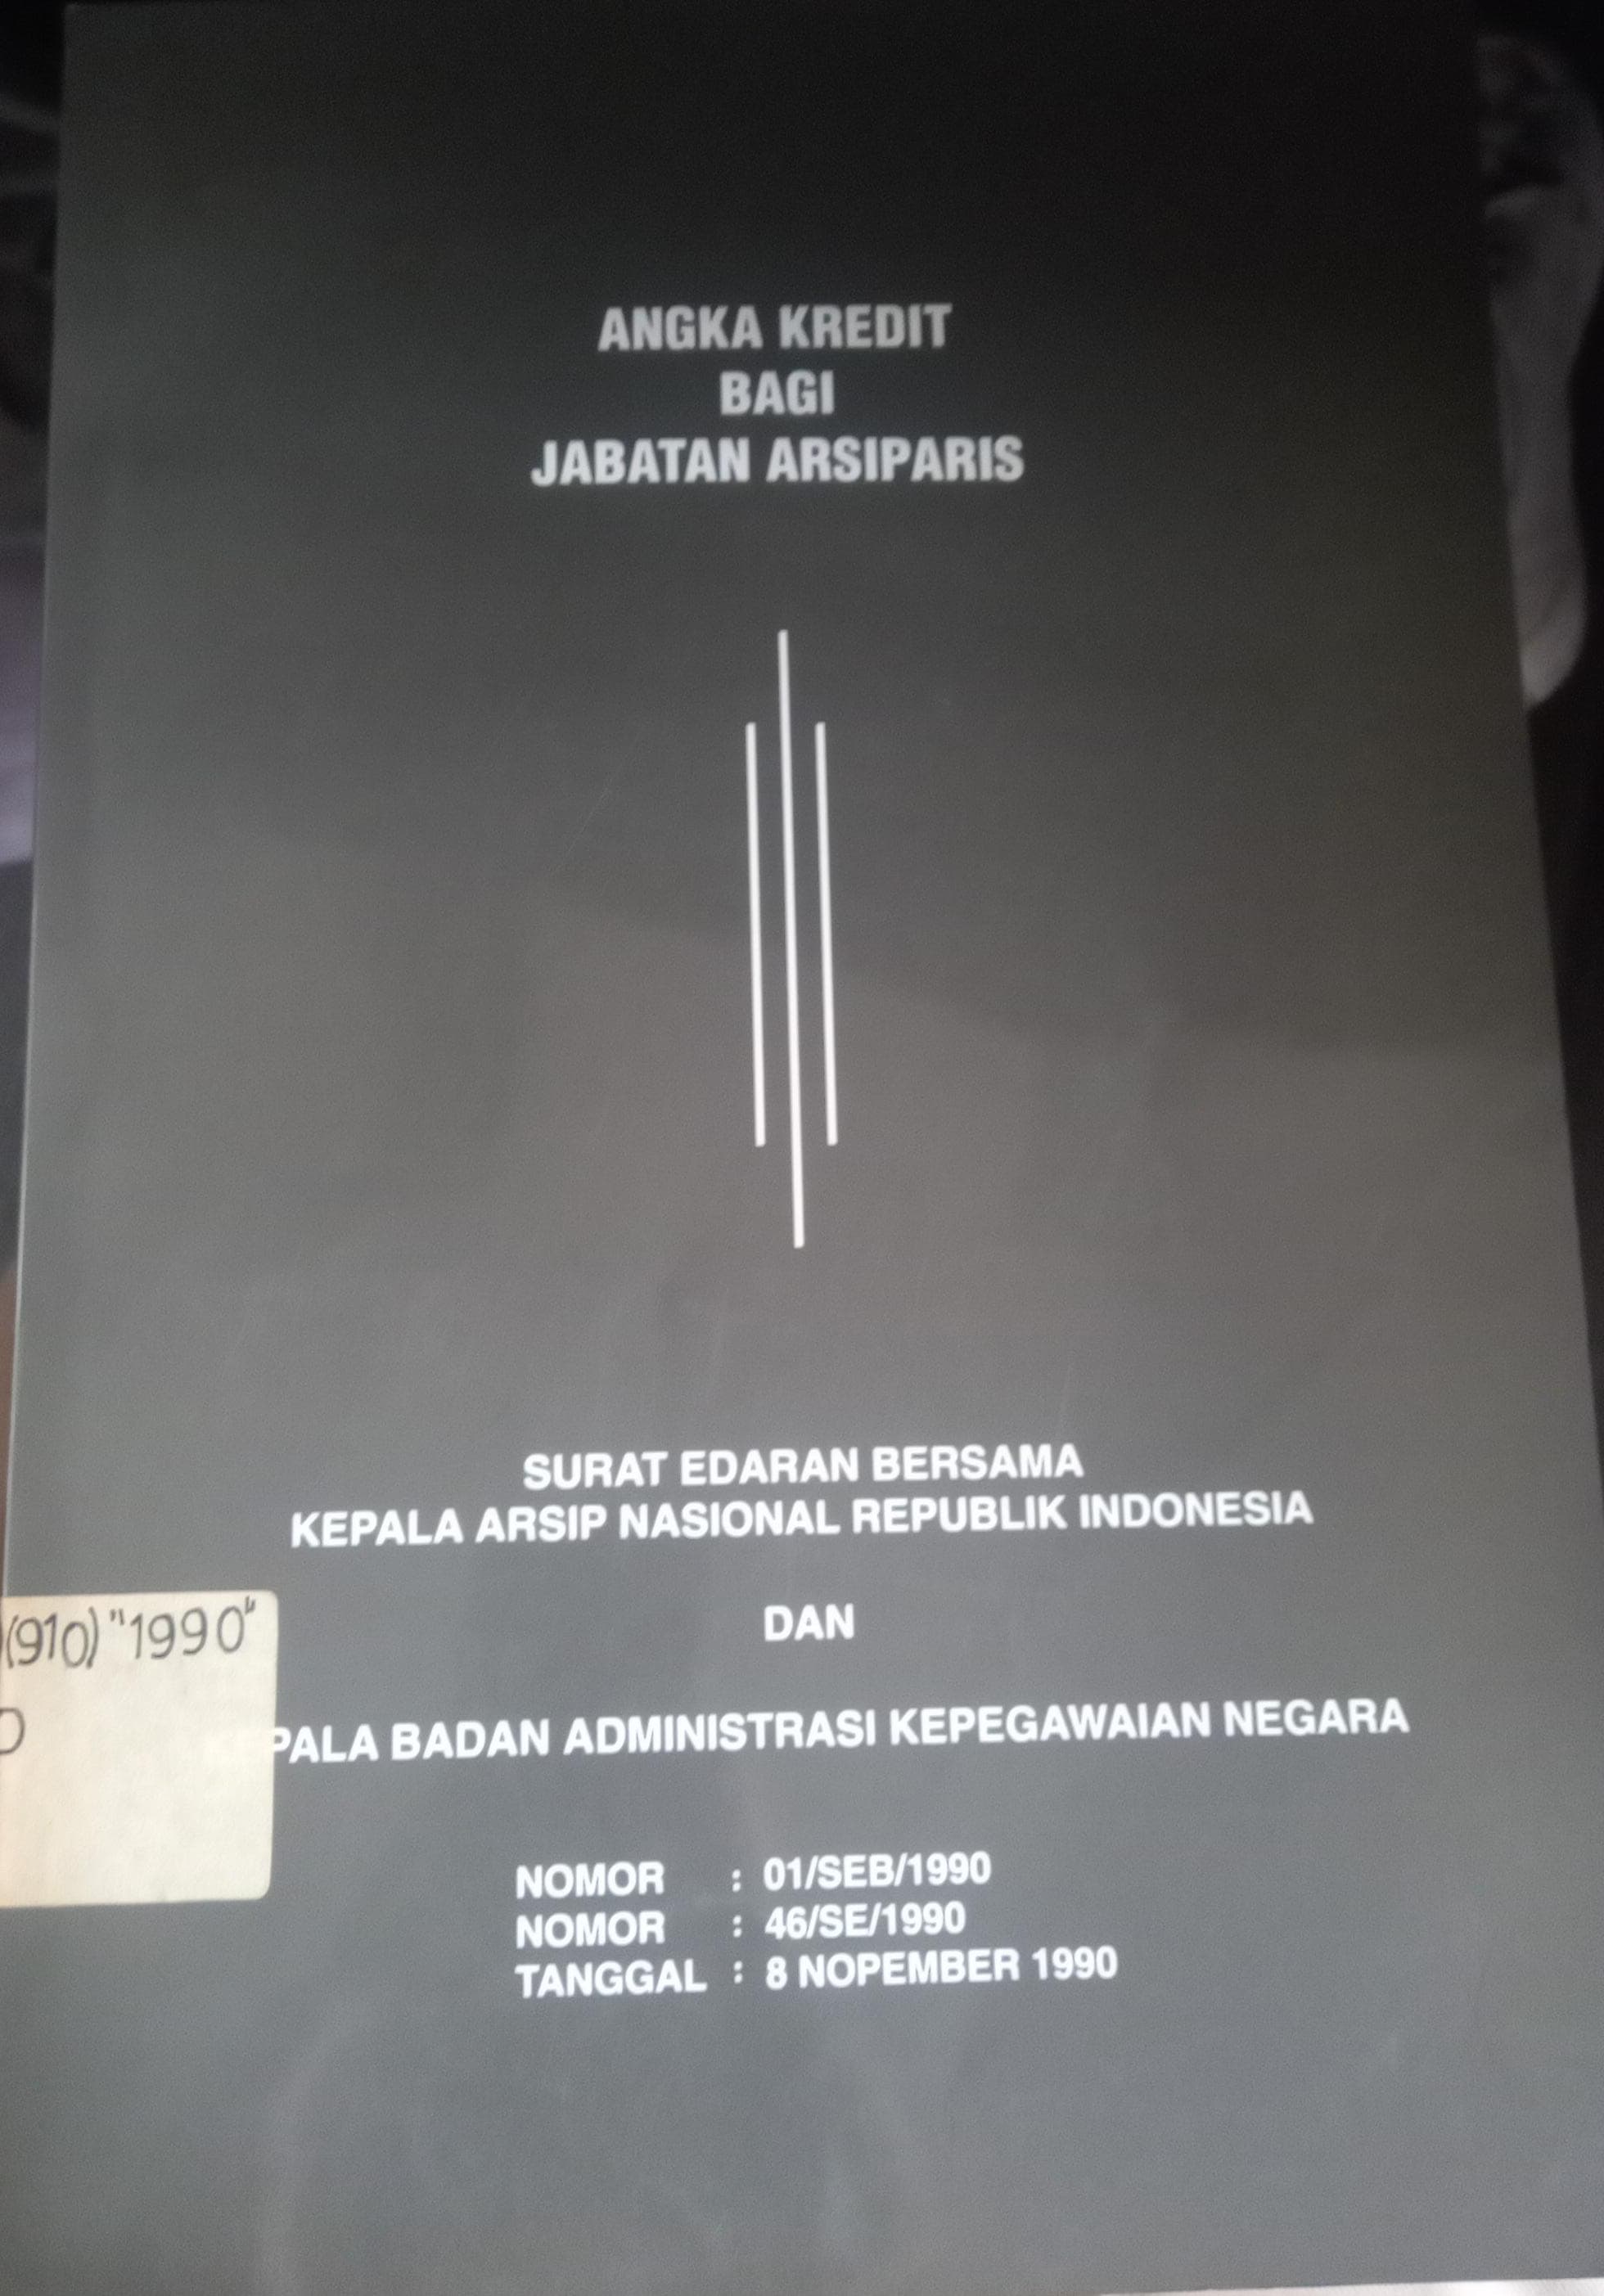 ANGKA KREDIT
BAGI
JABATAN ARSIPARIS
SURAT EDARAN BERSAMA
KEPALA ARSIP NASIONAL REPUBLIK INDONESIA
DAN
PALA BADAN ADMINISTRASI KEPEGAWAIAN NEGARA
(910) "1990"
NOMOR : 01/SEB/1990
NOMOR : 46/SE/1990
TANGGAL : 8 NOPEMBER 1990